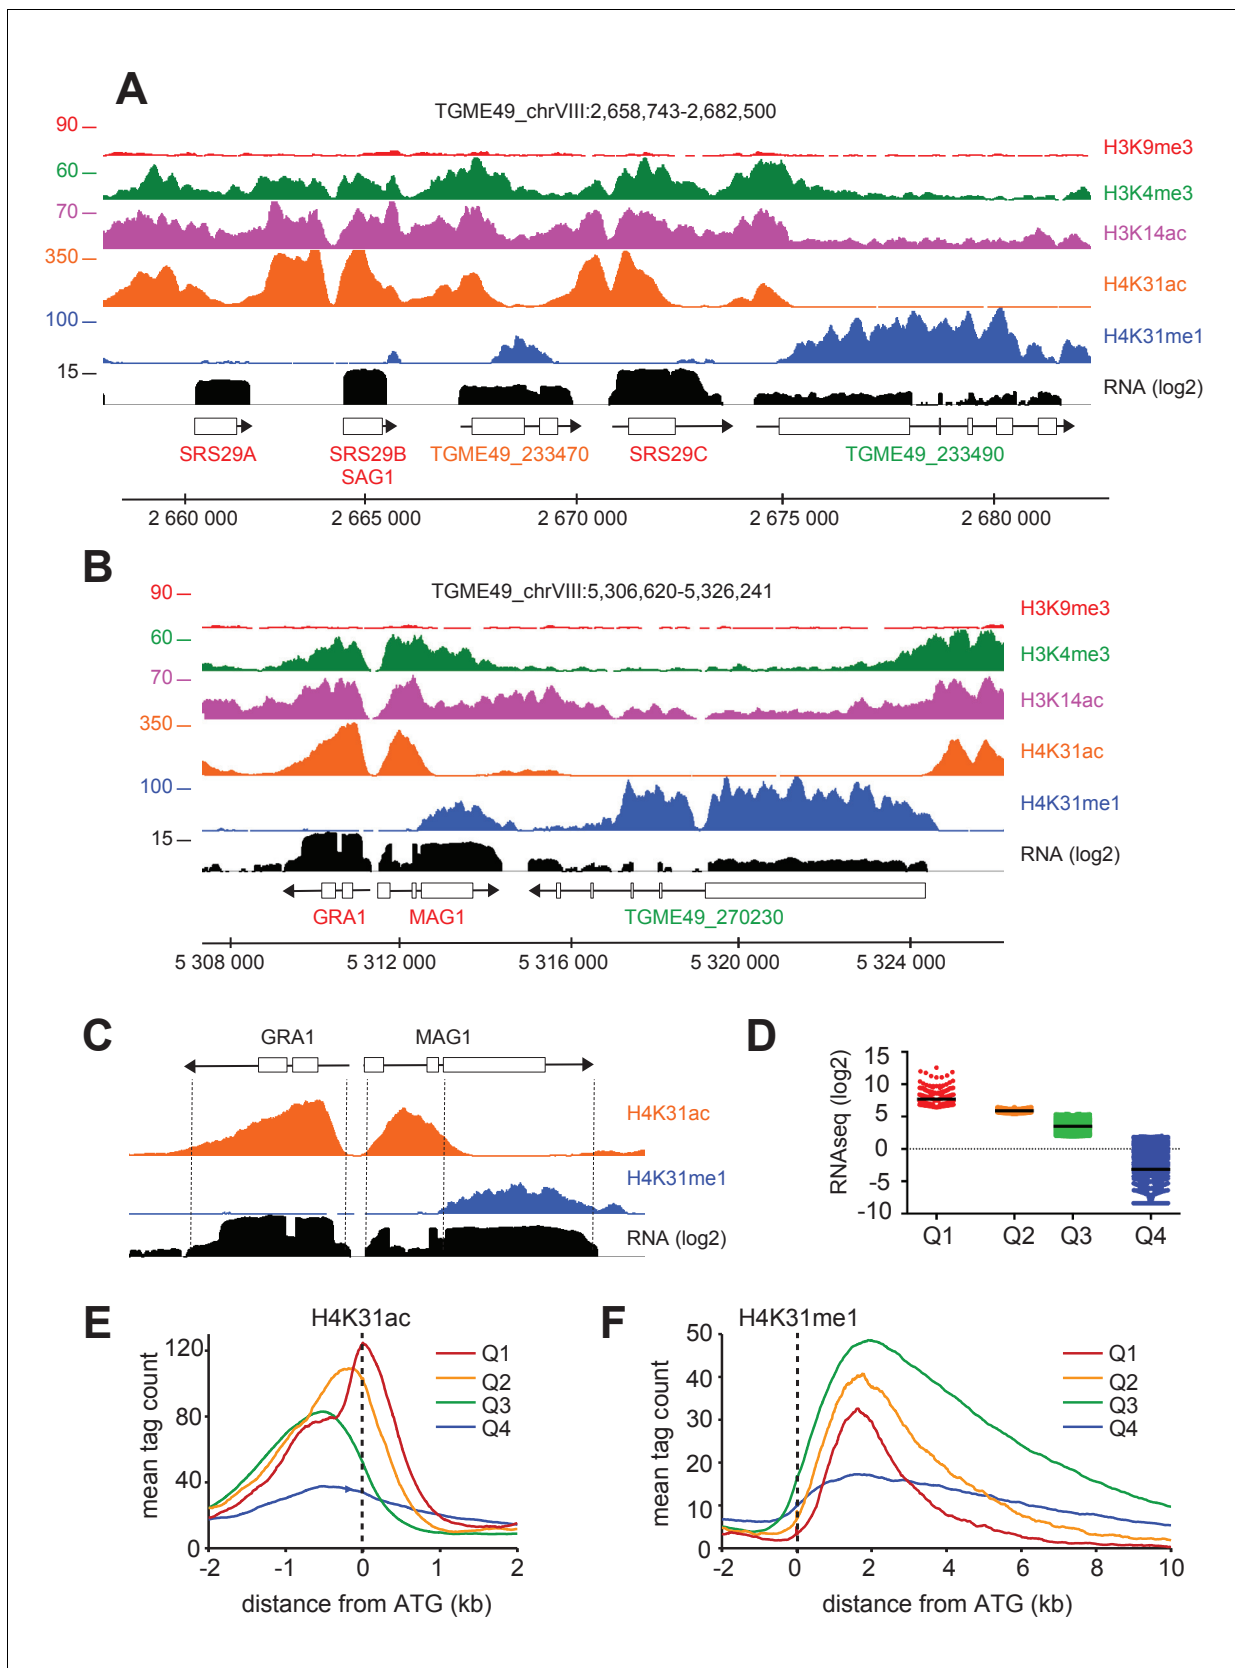 A
TGME49_chrVIII:2,658,743-2,682,500
90
H3K9me3
60
H3K4me3
70
H3K14ac
350
H4K31ac
100
H4K31me1
15
RNA (log2)
SRS29A
SRS29B
SAG1
TGME49_233470
SRS29C
TGME49_233490
2 660 000
2 665 000
2 670 000
2 675 000
2 680 000
B
TGME49_chrVIII:5,306,620-5,326,241
90
H3K9me3
60
H3K4me3
70
H3K14ac
350
H4K31ac
100
H4K31me1
15
RNA (log2)
GRA1
MAG1
TGME49_270230
5 308 000
5 312 000
5 316 000
5 320 000
5 324 000
C
GRA1
MAG1
H4K31ac
H4K31me1
RNA (log2)
D
RNAseq (log2)
15
10
5
0
-5
-10
Q1
Q2
Q3
Q4
E
H4K31ac
mean tag count
120
80
40
0
-2
-1
0
1
2
distance from ATG (kb)
Q1
Q2
Q3
Q4
F
H4K31me1
mean tag count
50
40
30
20
10
0
-2
0
2
4
6
8
10
distance from ATG (kb)
Q1
Q2
Q3
Q4